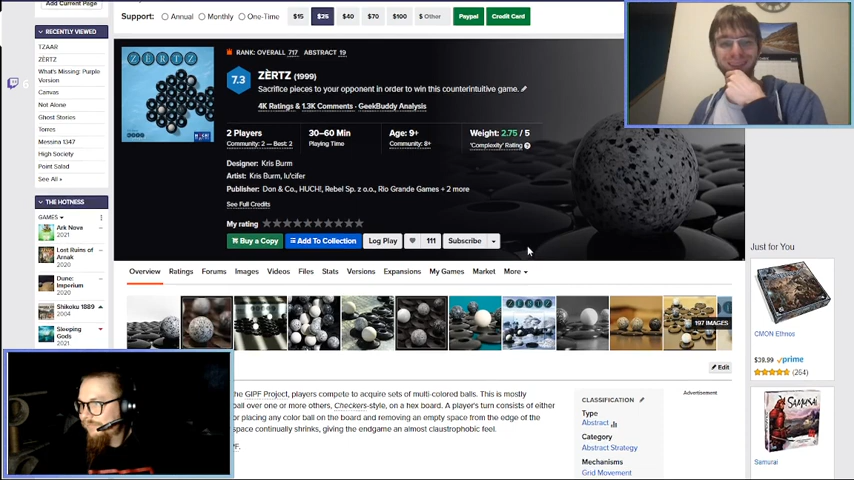 Add Current Page
Support:
Annual
Monthly
One-Time
$15
$25
$40
$70
$100
$ Other
Paypal
Credit Card
RECENTLY VIEWED
TZAAR
ZÈRTZ
What's Missing: Purple
Version
Canvas
Not Alone
Ghost Stories
Torres
Messina 1347
High Society
Point Salad
See All »
THE HOTNESS
GAMES
Ark Nova
2021
Lost Ruins of
Arnak
2020
Dune:
Imperium
2020
Shikoku 1889
2004
Sleeping
Gods
2021
ZÈRTZ
HUCH!
RANK: OVERALL 717 ABSTRACT 19
7.3
ZÈRTZ (1999)
Sacrifice pieces to your opponent in order to win this counterintuitive game.
4K Ratings & 1.3K Comments · GeekBuddy Analysis
2 Players
Community: 2 — Best: 2
30–60 Min
Playing Time
Age: 9+
Community: 8+
Weight: 2.75 / 5
'Complexity' Rating
Designer: Kris Burm
Artist: Kris Burm, lu'cifer
Publisher: Don & Co., HUCH!, Rebel Sp. z o.o., Rio Grande Games + 2 more
See Full Credits
My rating
Buy a Copy
Add To Collection
Log Play
111
Subscribe
Overview
Ratings
Forums
Images
Videos
Files
Stats
Versions
Expansions
My Games
Market
More
197 IMAGES
Edit
the GIPF Project, players compete to acquire sets of multi-colored balls. This is mostly
ball over one or more others, Checkers-style, on a hex board. A player's turn consists of either
or placing any color ball on the board and removing an empty space from the edge of the
space continually shrinks, giving the endgame an almost claustrophobic feel.
CLASSIFICATION
Type
Abstract
Category
Abstract Strategy
Mechanisms
Grid Movement
Advertisement
Just for You
CMON Ethnos
$39.99 prime
(264)
SAMURAI
Samurai